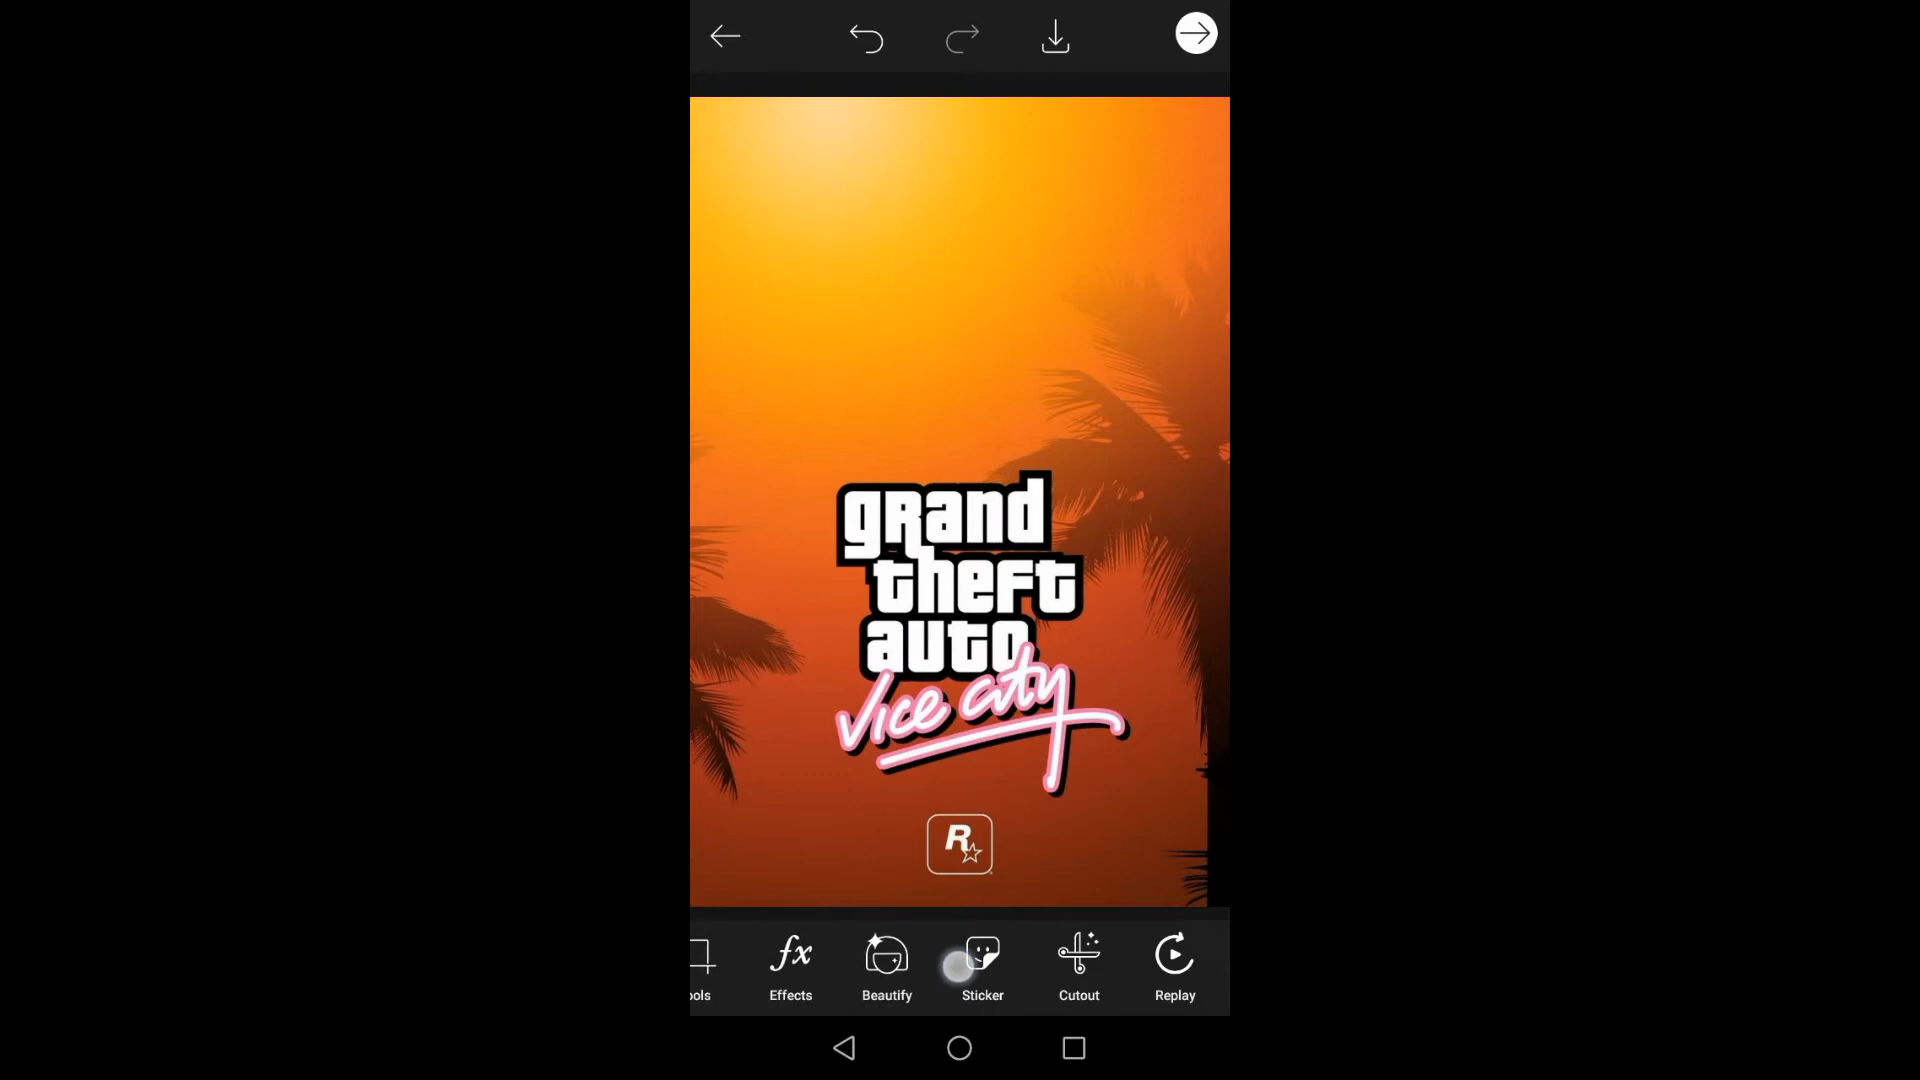 grand
theft
auto
vice city
R
ools
Effects
Beautify
Sticker
Cutout
Replay